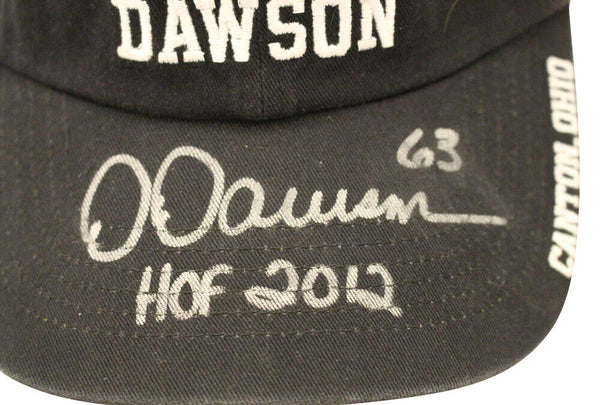 DAWSON
63
D Dawson
HOF 2012
CANTON, OHIO